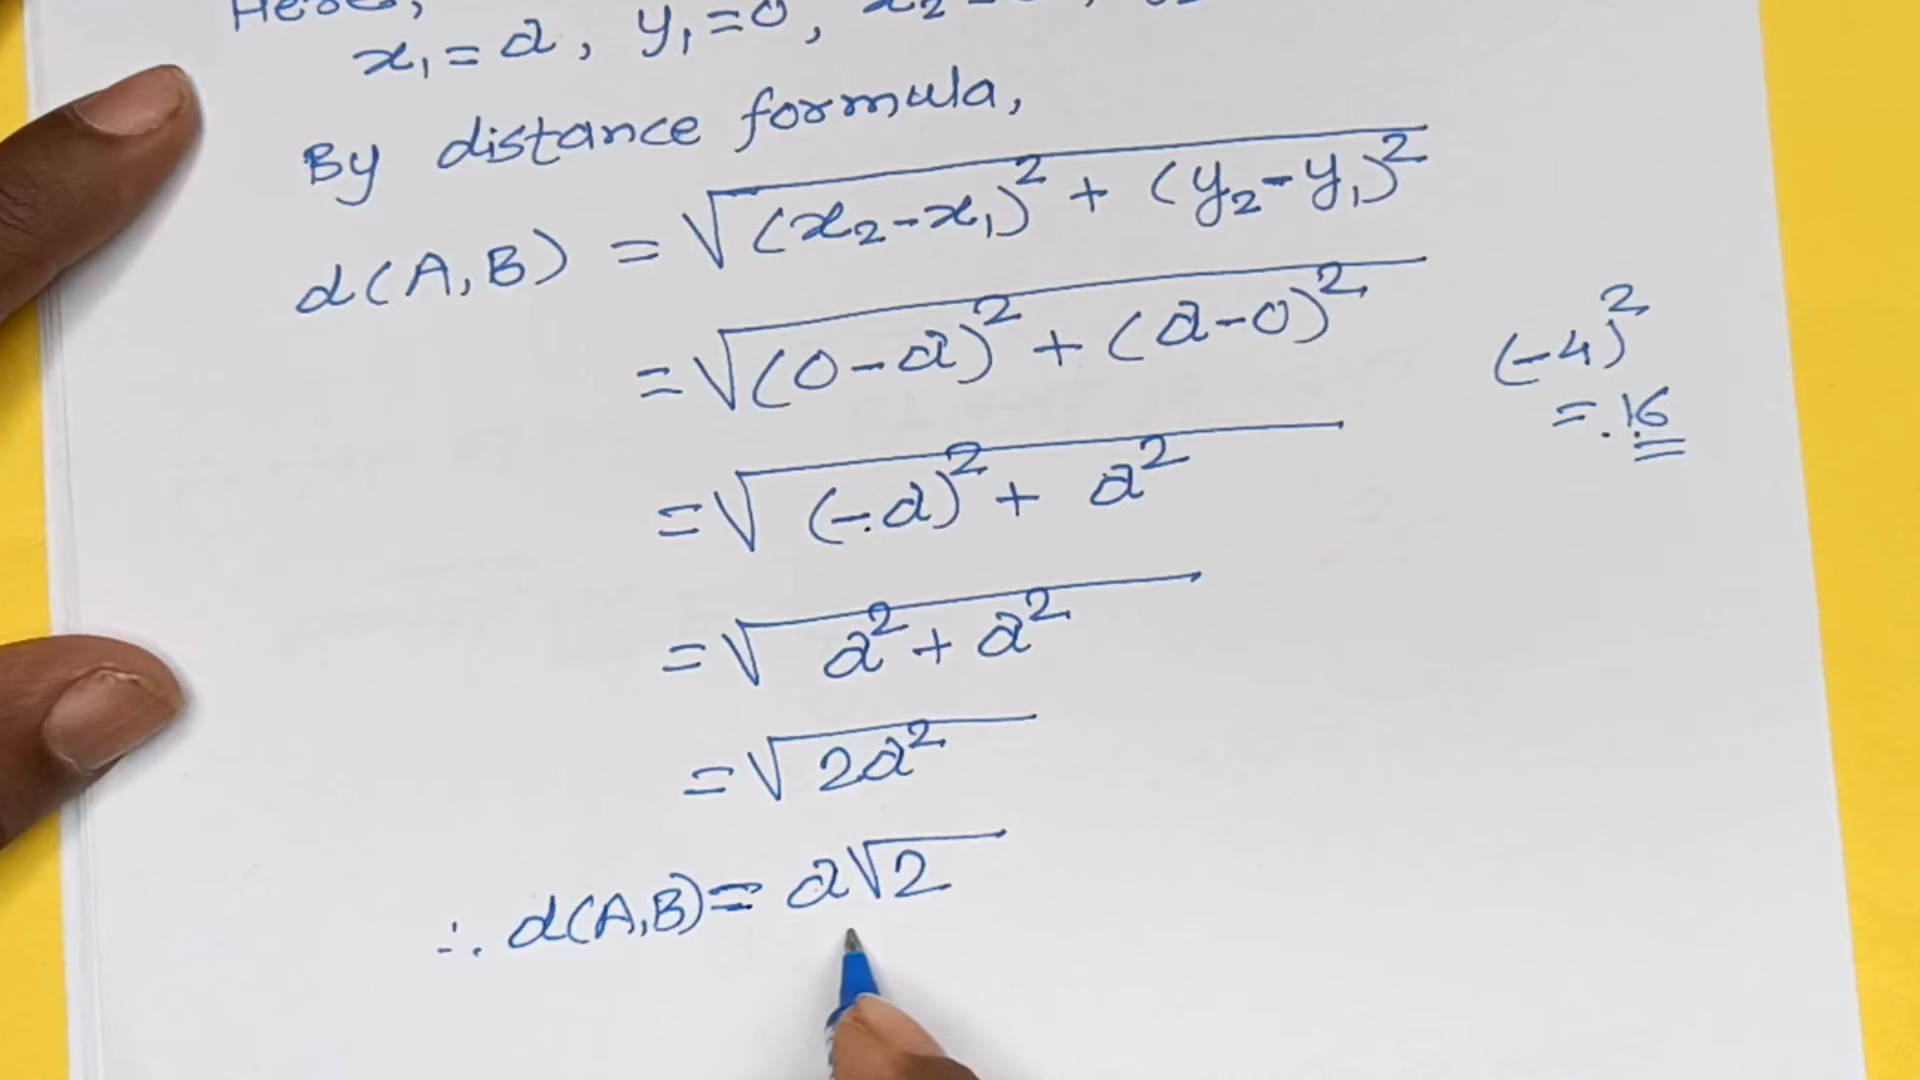 Here,
x₁ = a, y₁ = 0,
By distance formula,
d(A,B) = √((x₂-x₁)² + (y₂-y₁)²)
= √((0-a)² + (a-0)²)
(-4)²
= 16
= √((-a)² + a²)
= √(a² + a²)
= √(2a²)
∴ d(A,B) = a√2